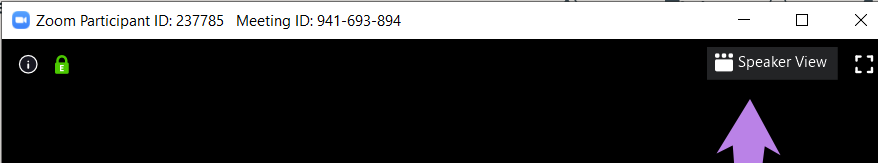 Zoom Participant ID: 237785 Meeting ID: 941-693-894
E
Speaker View